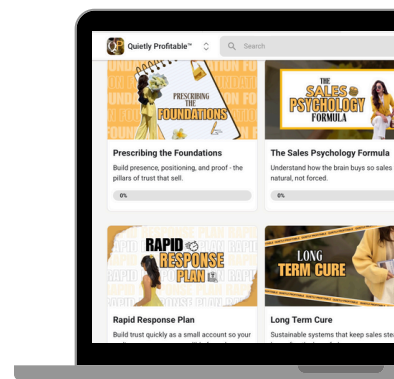 QP Quietly Profitable™
Search
PRESCRIBING
THE
FOUNDATIONS
THE
SALES
PSYCHOLOGY
FORMULA
Prescribing the Foundations
Build presence, positioning, and proof - the
pillars of trust that sell.
0%
The Sales Psychology Formula
Understand how the brain buys so sales
natural, not forced.
0%
RAPID
RESPONSE
PLAN
LONG
TERM CURE
Rapid Response Plan
Build trust quickly as a small account so your
Long Term Cure
Sustainable systems that keep sales